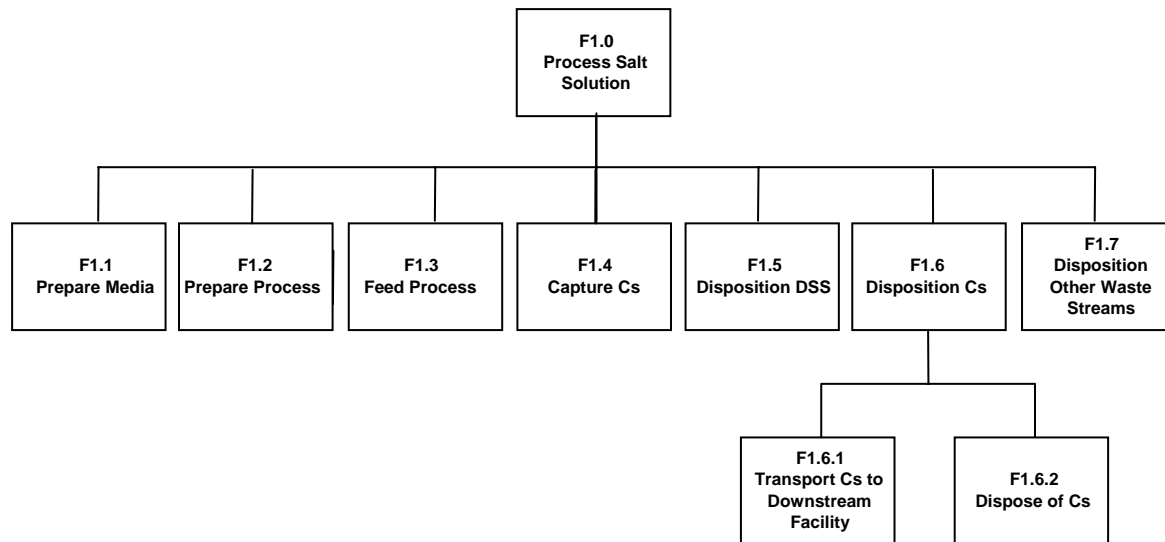 F1.0
Process Salt
Solution
F1.1
Prepare Media
F1.2
Prepare Process
F1.3
Feed Process
F1.4
Capture Cs
F1.5
Disposition DSS
F1.6
Disposition Cs
F1.7
Disposition
Other Waste
Streams
F1.6.1
Transport Cs to
Downstream
Facility
F1.6.2
Dispose of Cs